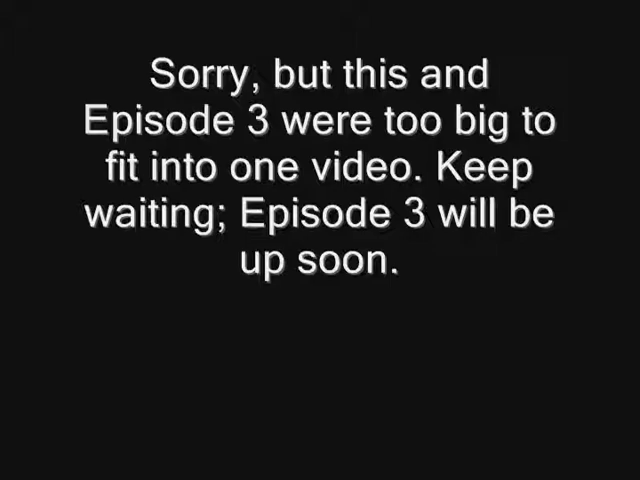 Sorry, but this and
Episode 3 were too big to
fit into one video. Keep
waiting; Episode 3 will be
up soon.